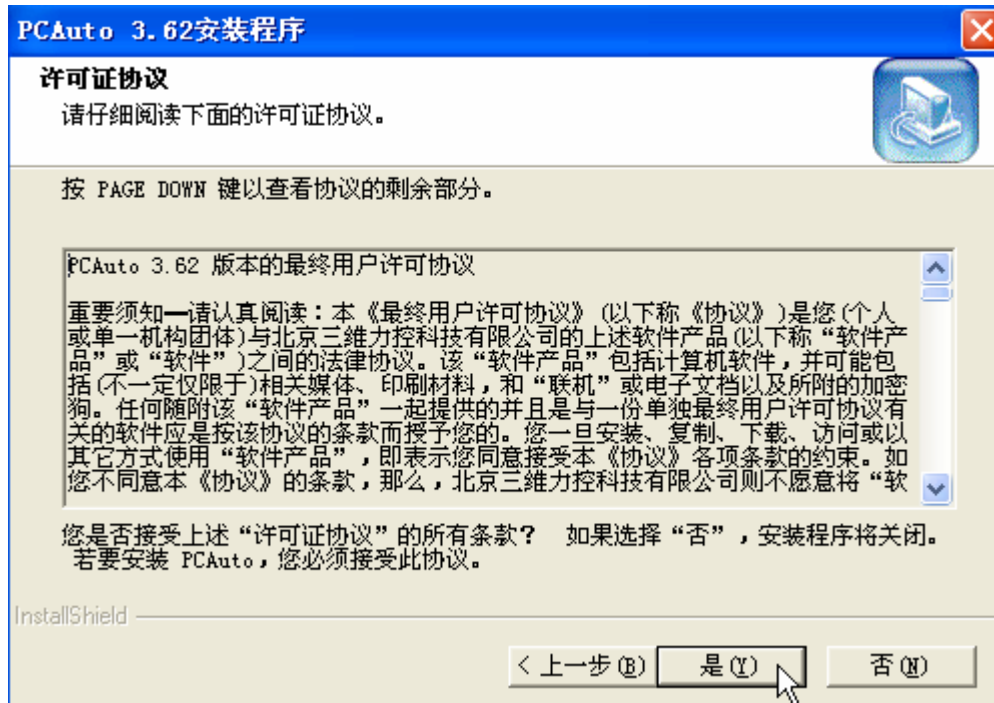 PCAuto 3.62安装程序
许可证协议
请仔细阅读下面的许可证协议。
按 PAGE DOWN 键以查看协议的剩余部分。
PCAuto 3.62 版本的最终用户许可协议
重要须知—请认真阅读：本《最终用户许可协议》（以下称《协议》）是您(个人
或单一机构团体)与北京三维力控科技有限公司的上述软件产品(以下称“软件产
品”或“软件”)之间的法律协议。该“软件产品”包括计算机软件，并可能包
括(不一定仅限于)相关媒体、印刷材料，和“联机”或电子文档以及所附的加密
狗。任何随附该“软件产品”一起提供的并且是与一份单独最终用户许可协议有
关的软件应是按该协议的条款而授予您的。您一旦安装、复制、下载、访问或以
其它方式使用“软件产品”，即表示您同意接受本《协议》各项条款的约束。如
您不同意本《协议》的条款，那么，北京三维力控科技有限公司则不愿意将“软
您是否接受上述“许可证协议”的所有条款？ 如果选择“否”，安装程序将关闭。
若要安装 PCAuto，您必须接受此协议。
InstallShield
< 上一步(B) 是(Y) 否(N)